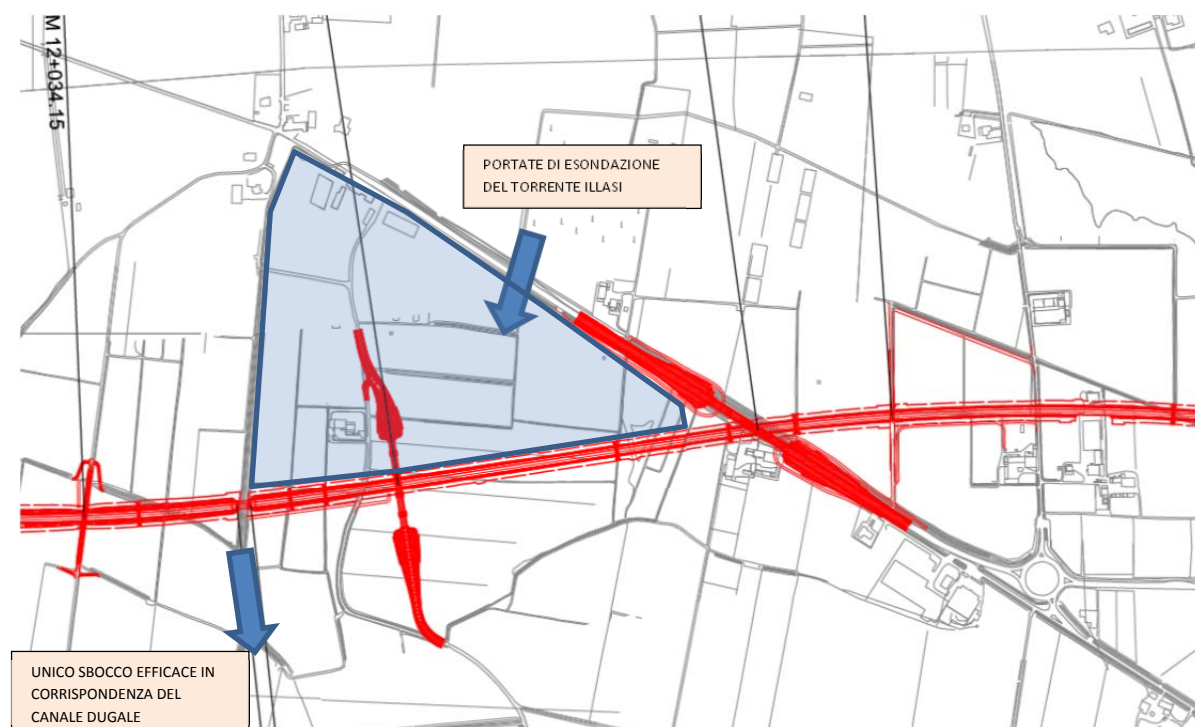 M 12+034.15
PORTATE DI ESONDAZIONE
DEL TORRENTE ILLASI
UNICO SBOCCO EFFICACE IN
CORRISPONDENZA DEL
CANALE DUGALE